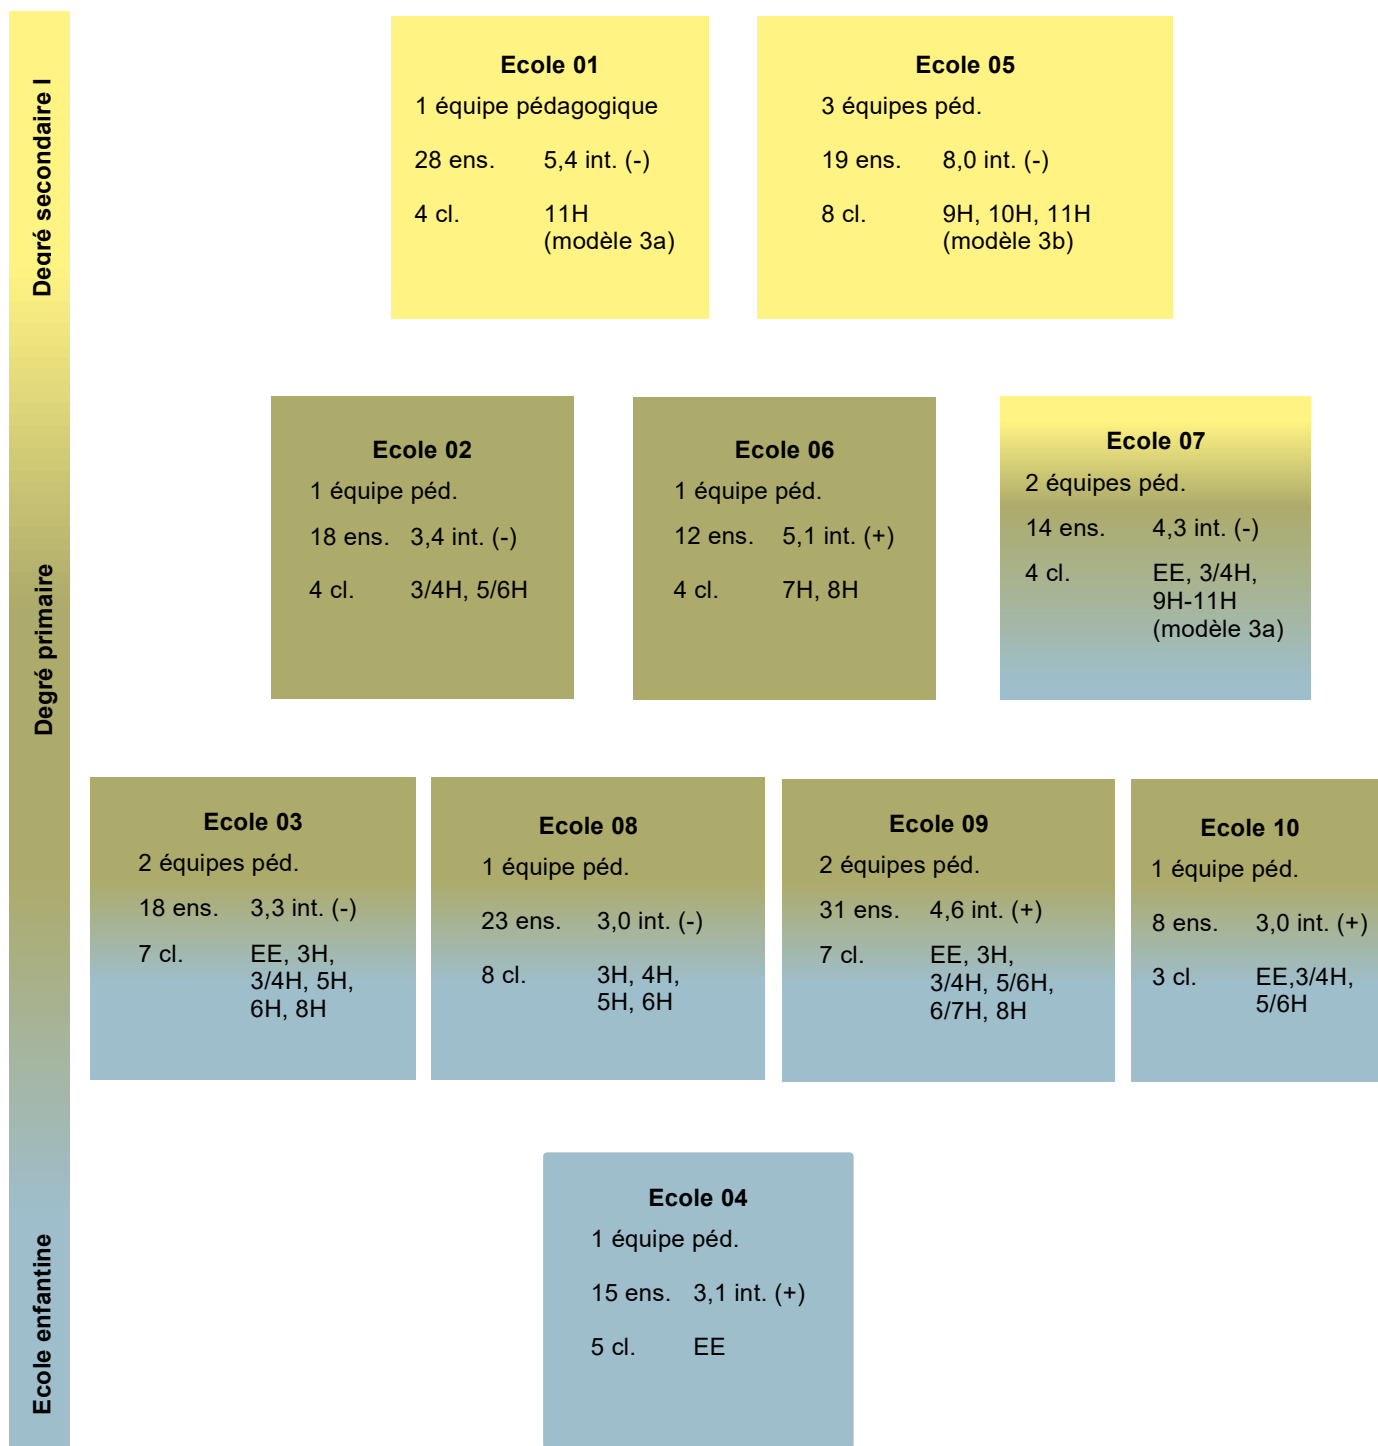 Degré secondaire I
Degré primaire
Ecole enfantine
Ecole 01
1 équipe pédagogique
28 ens. 5,4 int. (-)
4 cl. 11H
(modèle 3a)
Ecole 05
3 équipes péd.
19 ens. 8,0 int. (-)
8 cl. 9H, 10H, 11H
(modèle 3b)
Ecole 02
1 équipe péd.
18 ens. 3,4 int. (-)
4 cl. 3/4H, 5/6H
Ecole 06
1 équipe péd.
12 ens. 5,1 int. (+)
4 cl. 7H, 8H
Ecole 07
2 équipes péd.
14 ens. 4,3 int. (-)
4 cl. EE, 3/4H,
9H-11H
(modèle 3a)
Ecole 03
2 équipes péd.
18 ens. 3,3 int. (-)
7 cl. EE, 3H,
3/4H, 5H,
6H, 8H
Ecole 08
1 équipe péd.
23 ens. 3,0 int. (-)
8 cl. 3H, 4H,
5H, 6H
Ecole 09
2 équipes péd.
31 ens. 4,6 int. (+)
7 cl. EE, 3H,
3/4H, 5/6H,
6/7H, 8H
Ecole 10
1 équipe péd.
8 ens. 3,0 int. (+)
3 cl. EE,3/4H,
5/6H
Ecole 04
1 équipe péd.
15 ens. 3,1 int. (+)
5 cl. EE